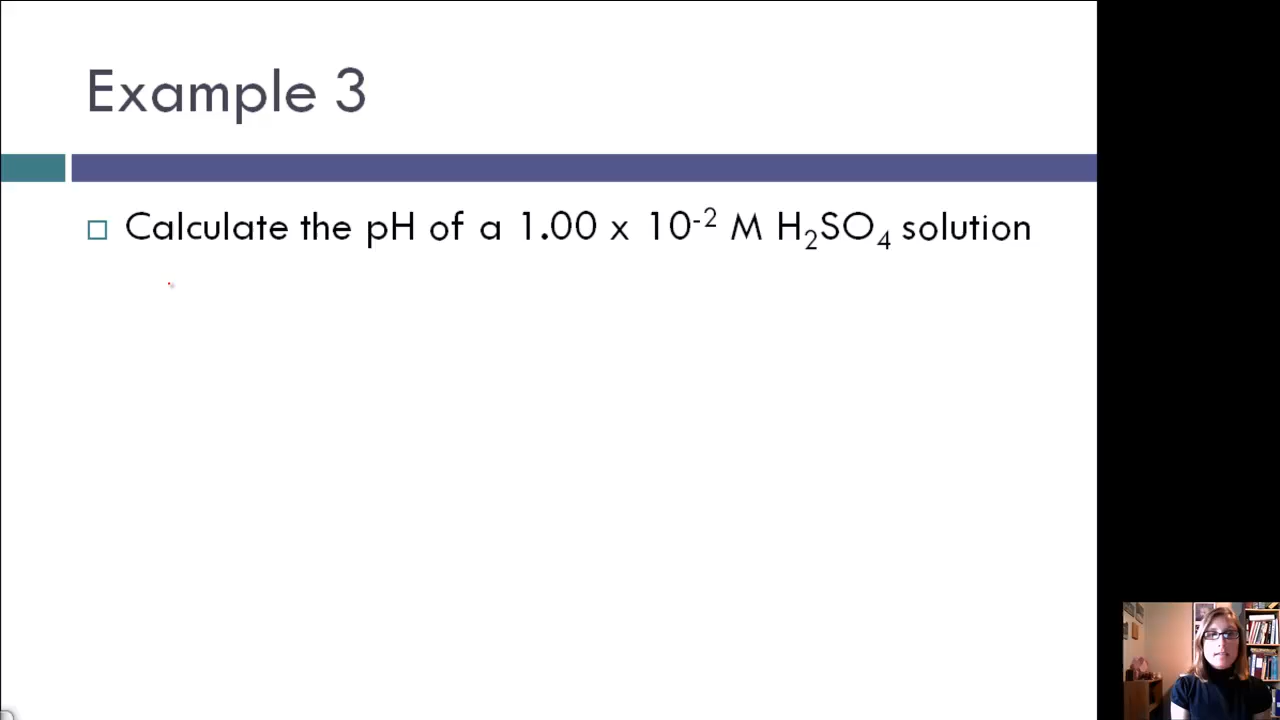 Example 3
Calculate the pH of a 1.00 x 10⁻² M H₂SO₄ solution